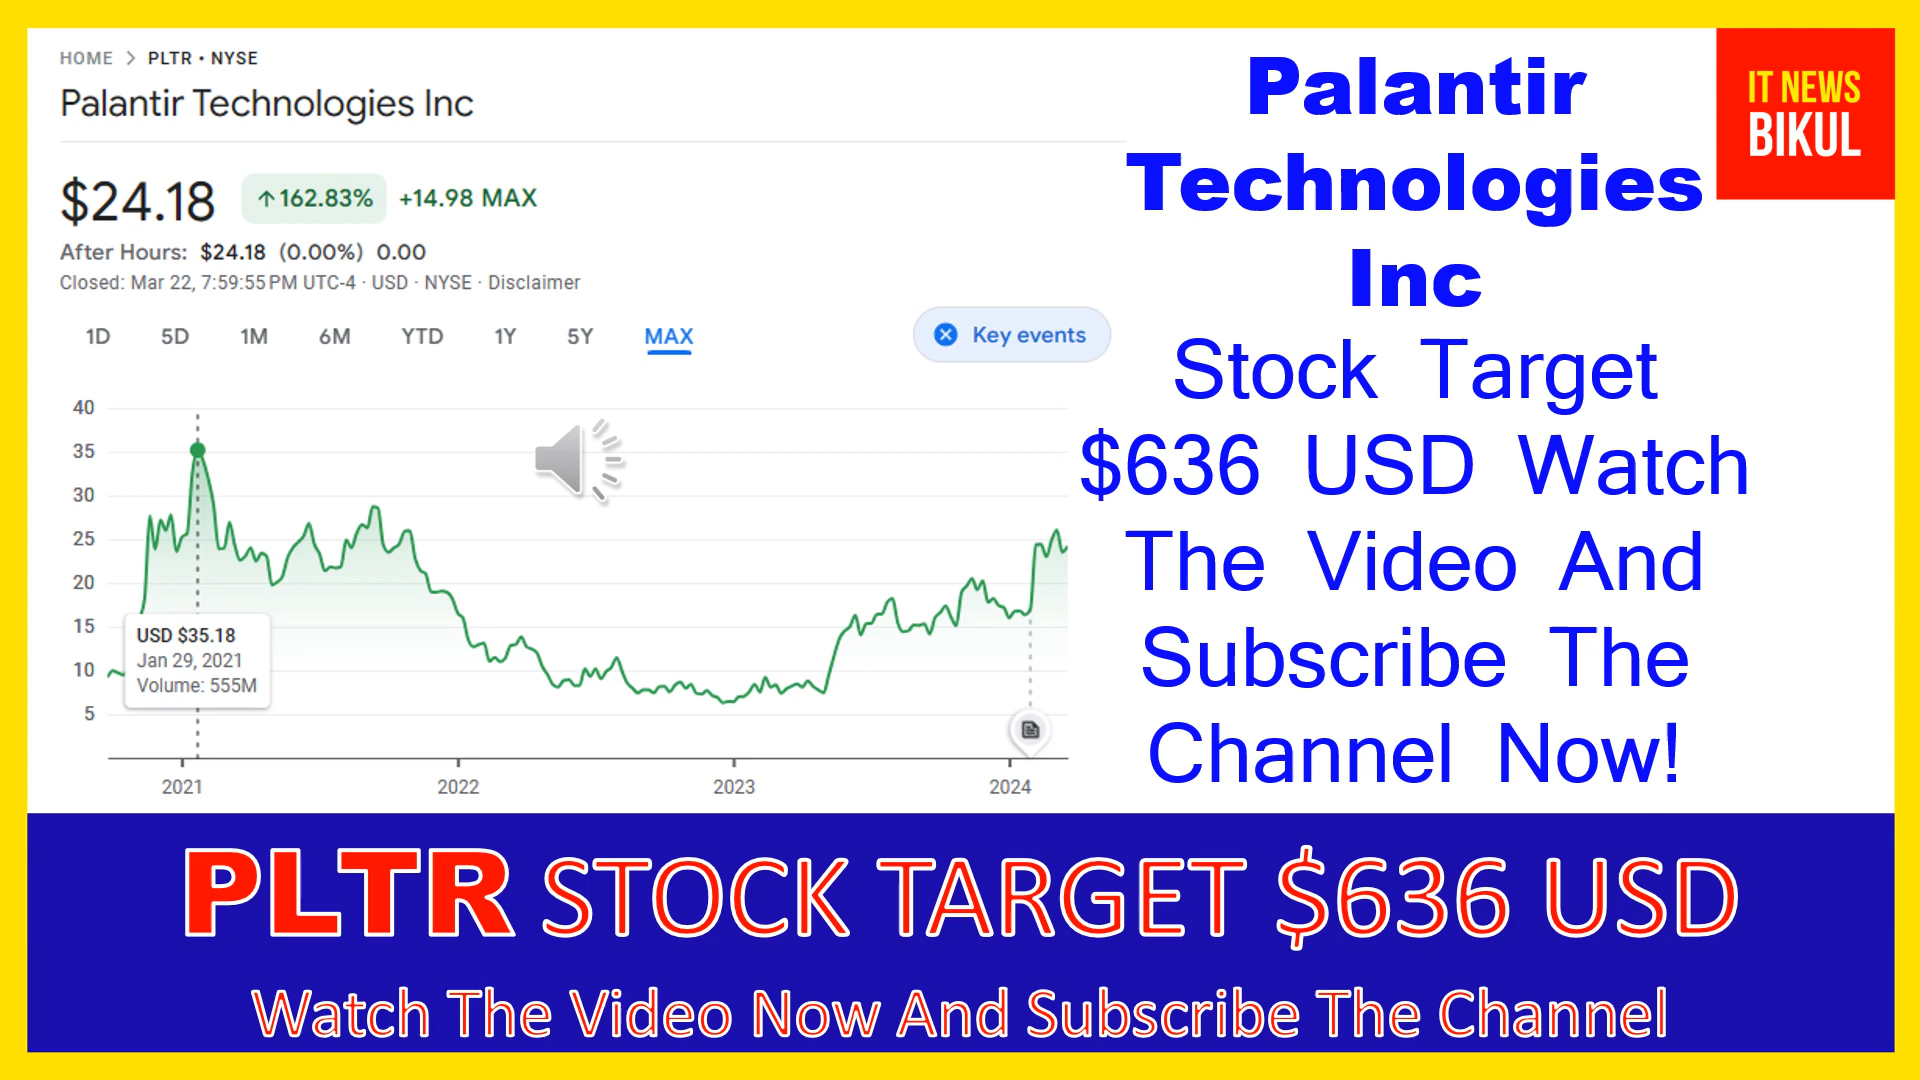 HOME > PLTR • NYSE
Palantir Technologies Inc
$24.18 ↑162.83% +14.98 MAX
After Hours: $24.18 (0.00%) 0.00
Closed: Mar 22, 7:59:55 PM UTC-4 · USD · NYSE · Disclaimer
1D 5D 1M 6M YTD 1Y 5Y MAX
Key events
40
35
30
25
20
15
10
5
USD $35.18
Jan 29, 2021
Volume: 555M
2021 2022 2023 2024
Palantir
Technologies
Inc
Stock Target
$636 USD Watch
The Video And
Subscribe The
Channel Now!
IT NEWS
BIKUL
PLTR STOCK TARGET $636 USD
Watch The Video Now And Subscribe The Channel